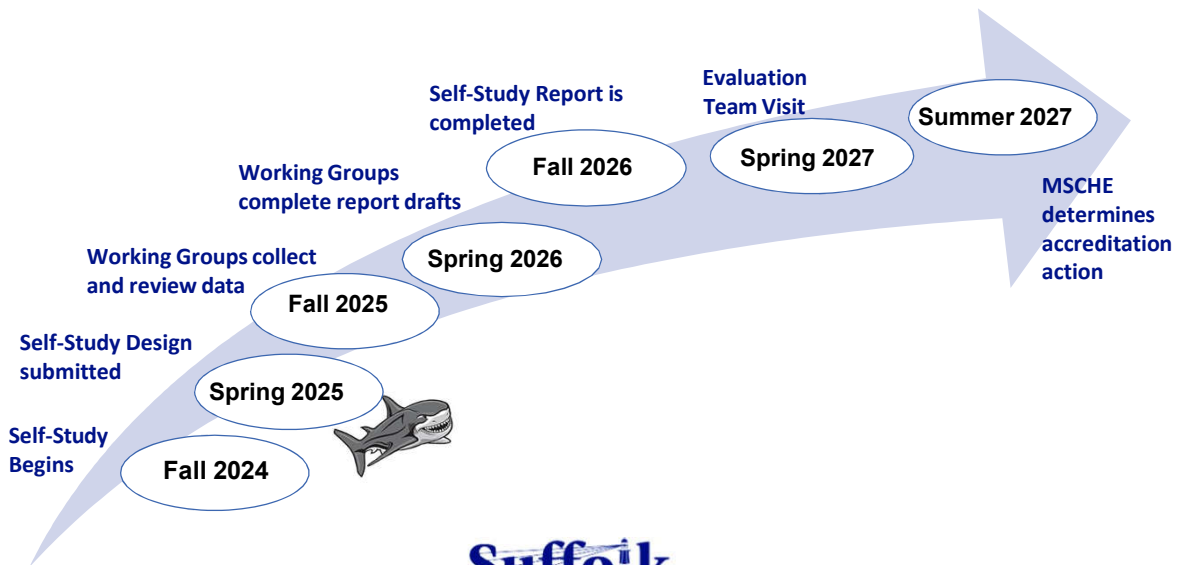 Self-Study Report is
completed
Evaluation
Team Visit
Summer 2027
Fall 2026
Spring 2027
Working Groups
complete report drafts
MSCHE
determines
accreditation
action
Working Groups collect
and review data
Spring 2026
Fall 2025
Self-Study Design
submitted
Spring 2025
Self-Study
Begins
Fall 2024
Suffolk